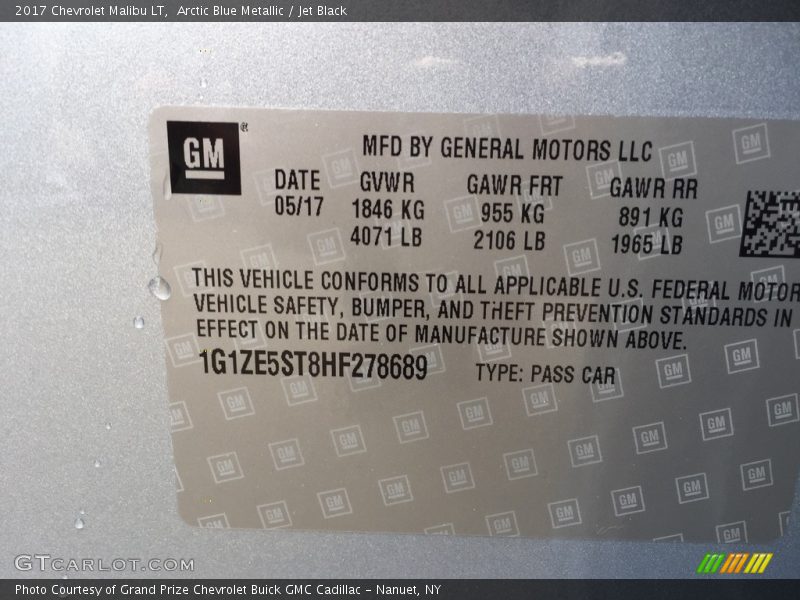 2017 Chevrolet Malibu LT, Arctic Blue Metallic / Jet Black
GM ®
MFD BY GENERAL MOTORS LLC
DATE GVWR GAWR FRT GAWR RR
05/17 1846 KG 955 KG 891 KG
4071 LB 2106 LB 1965 LB
THIS VEHICLE CONFORMS TO ALL APPLICABLE U.S. FEDERAL MOTOR
VEHICLE SAFETY, BUMPER, AND THEFT PREVENTION STANDARDS IN
EFFECT ON THE DATE OF MANUFACTURE SHOWN ABOVE.
1G1ZE5ST8HF278689 TYPE: PASS CAR
GTCARLOT.COM
Photo Courtesy of Grand Prize Chevrolet Buick GMC Cadillac - Nanuet, NY